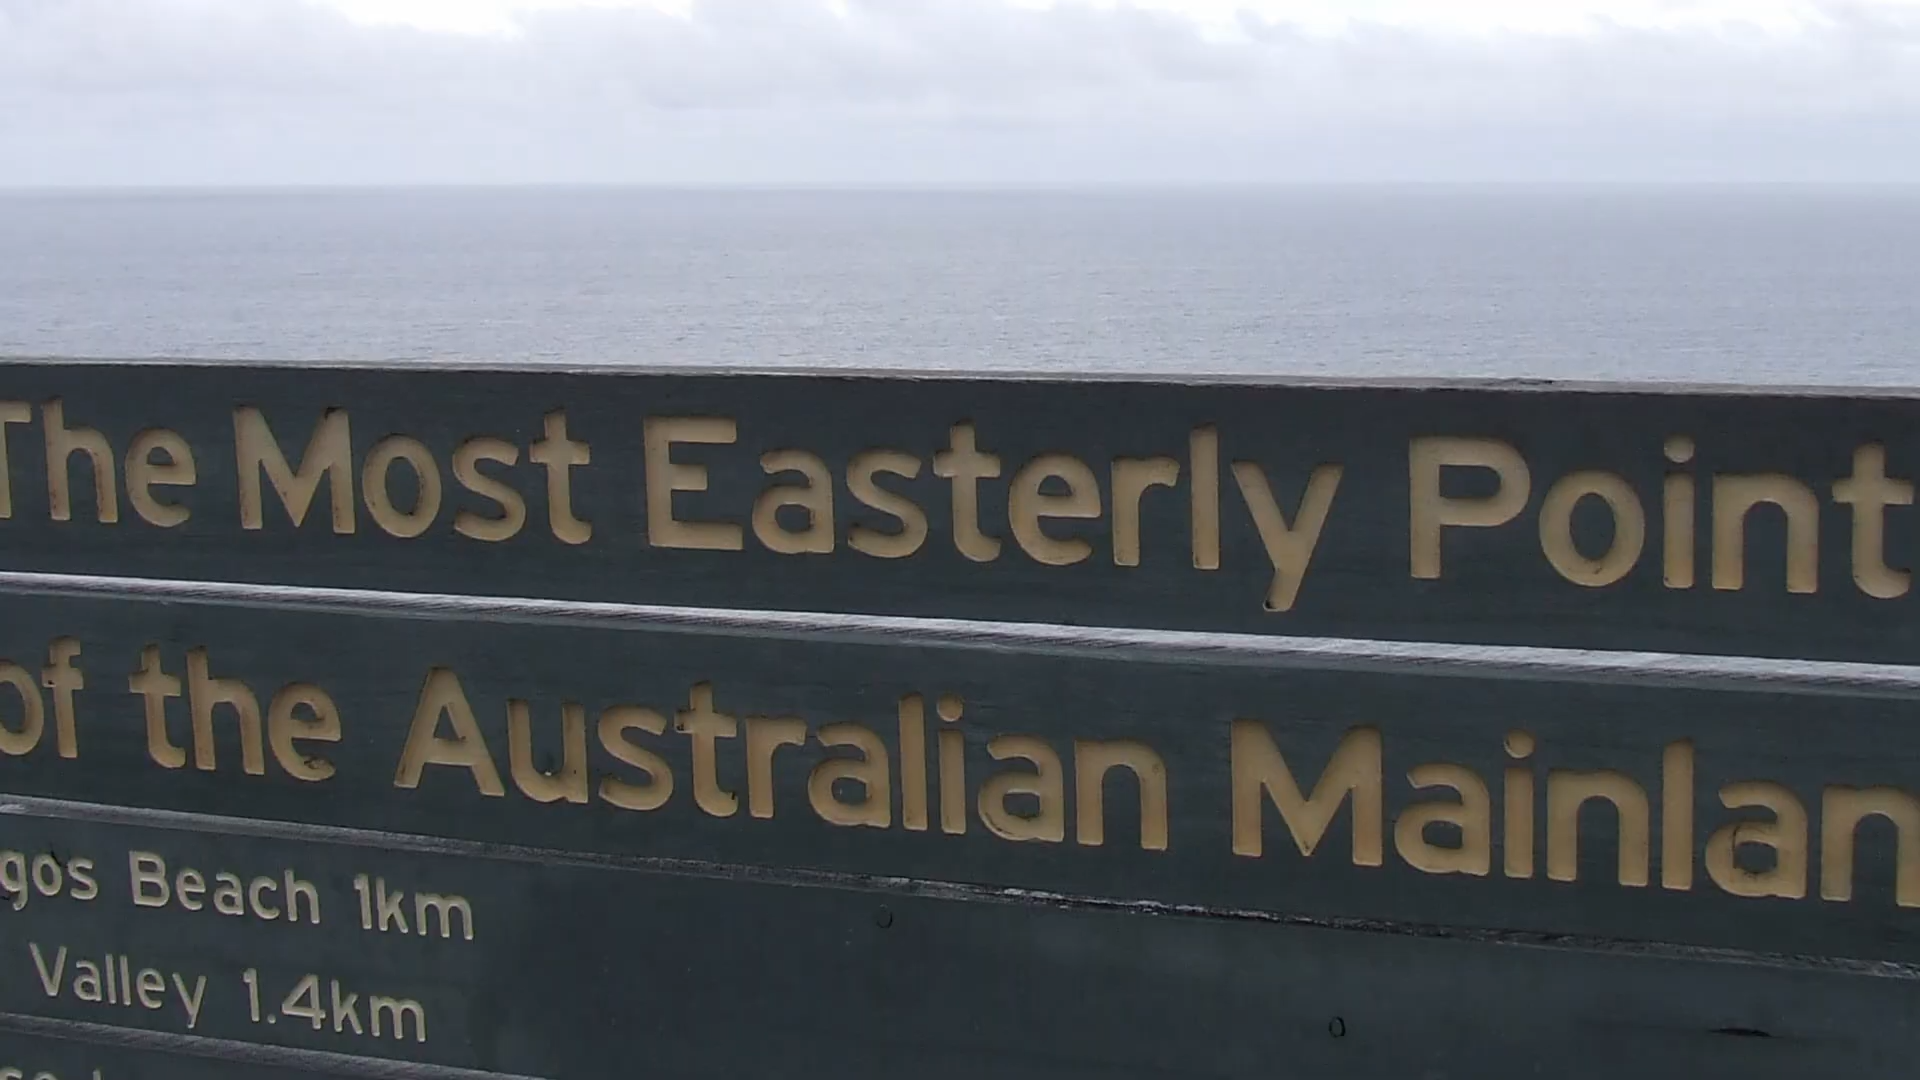 The Most Easterly Point
of the Australian Mainlan
gos Beach 1km
Valley 1.4km